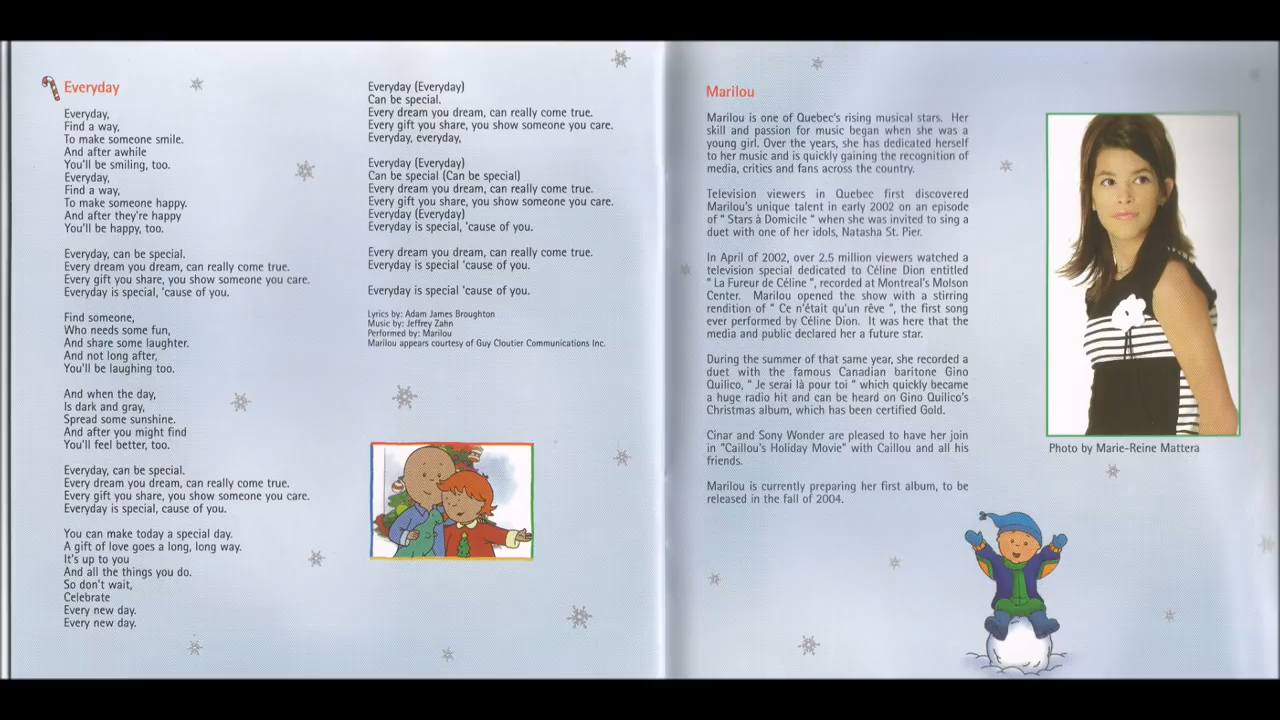 Everyday
Everyday,
Find a way,
To make someone smile.
And after awhile
You'll be smiling, too.
Everyday,
Find a way,
To make someone happy.
And after they're happy
You'll be happy, too.
Everyday, can be special.
Every dream you dream, can really come true.
Every gift you share, you show someone you care.
Everyday is special, 'cause of you.
Find someone,
Who needs some fun,
And share some laughter.
And not long after,
You'll be laughing too.
And when the day,
Is dark and gray,
Spread some sunshine.
And after you might find
You'll feel better, too.
Everyday, can be special.
Every dream you dream, can really come true.
Every gift you share, you show someone you care.
Everyday is special, cause of you.
You can make today a special day.
A gift of love goes a long, long way.
It's up to you
And all the things you do.
So don't wait,
Celebrate
Every new day.
Every new day.
Everyday (Everyday)
Can be special.
Every dream you dream, can really come true.
Every gift you share, you show someone you care.
Everyday, everyday,
Everyday (Everyday)
Can be special (Can be special)
Every dream you dream, can really come true.
Every gift you share, you show someone you care.
Everyday (Everyday)
Everyday is special, 'cause of you.
Every dream you dream, can really come true.
Everyday is special 'cause of you.
Everyday is special 'cause of you.
Lyrics by: Adam James Broughton
Music by: Jeffrey Zahn
Performed by: Marilou
Marilou appears courtesy of Guy Cloutier Communications Inc.
Marilou
Marilou is one of Quebec's rising musical stars. Her
skill and passion for music began when she was a
young girl. Over the years, she has dedicated herself
to her music and is quickly gaining the recognition of
media, critics and fans across the country.
Television viewers in Quebec first discovered
Marilou's unique talent in early 2002 on an episode
of " Stars à Domicile " when she was invited to sing a
duet with one of her idols, Natasha St. Pier.
In April of 2002, over 2.5 million viewers watched a
television special dedicated to Céline Dion entitled
" La Fureur de Céline ", recorded at Montreal's Molson
Center. Marilou opened the show with a stirring
rendition of " Ce n'était qu'un rêve ", the first song
ever performed by Céline Dion. It was here that the
media and public declared her a future star.
During the summer of that same year, she recorded a
duet with the famous Canadian baritone Gino
Quilico, " Je serai là pour toi " which quickly became
a huge radio hit and can be heard on Gino Quilico's
Christmas album, which has been certified Gold.
Cinar and Sony Wonder are pleased to have her join
in "Caillou's Holiday Movie" with Caillou and all his
friends.
Marilou is currently preparing her first album, to be
released in the fall of 2004.
Photo by Marie-Reine Mattera